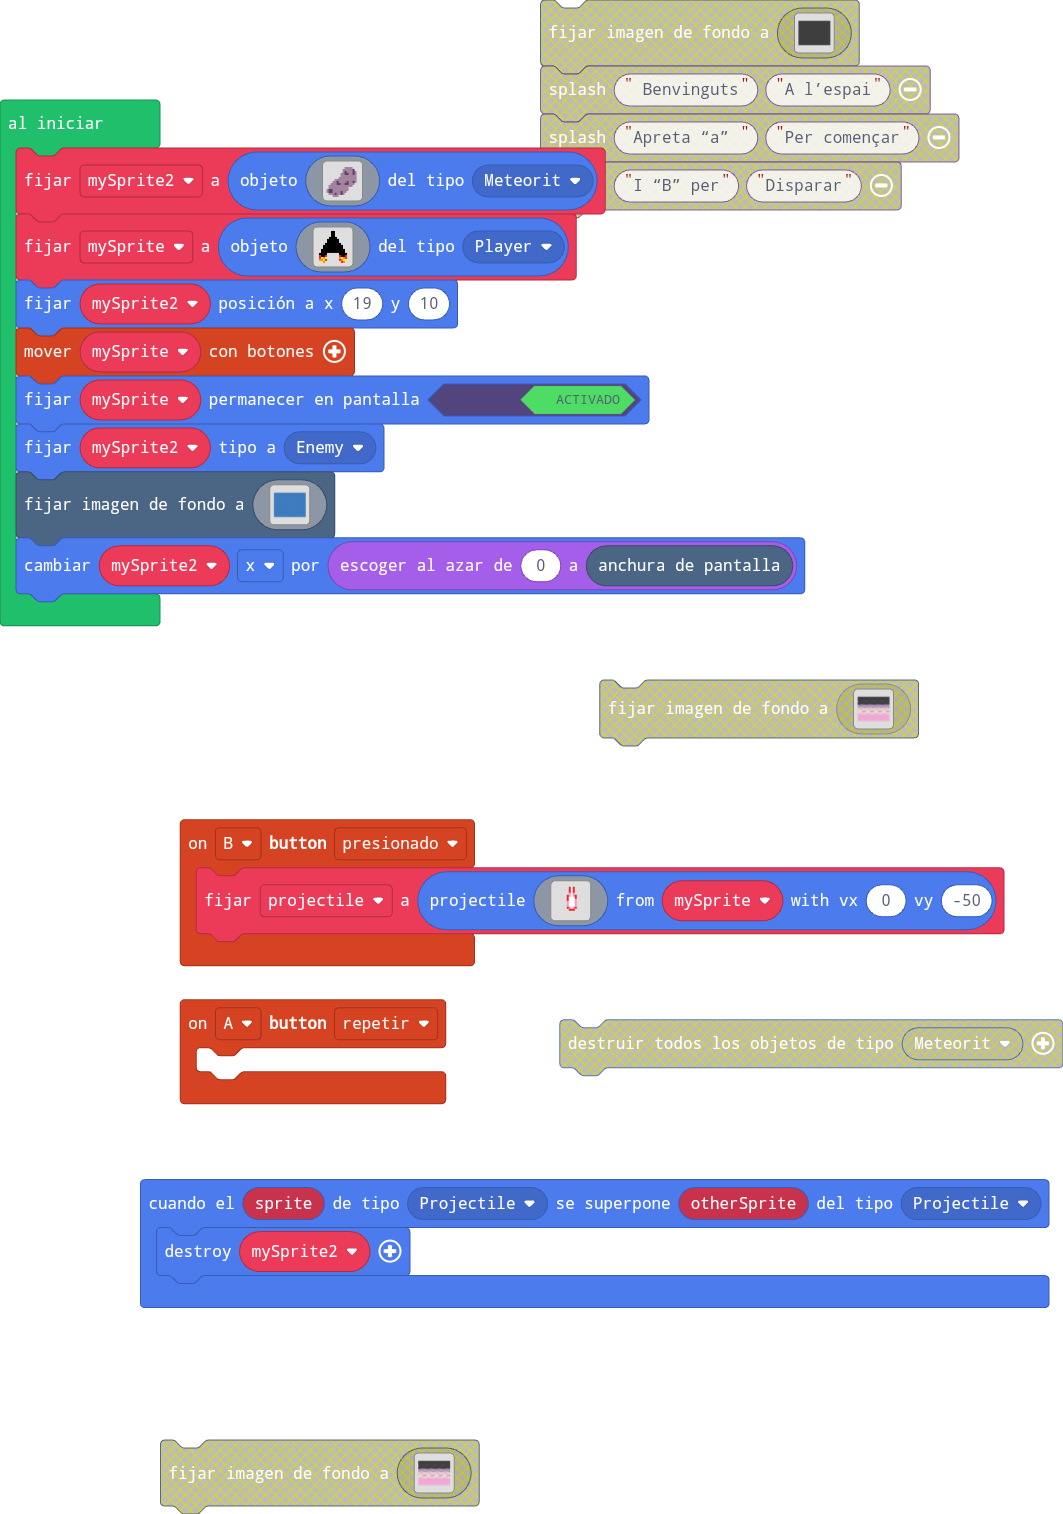 fijar imagen de fondo a
splash " Benvinguts" "A l’espai"
splash "Apreta “a” " "Per començar"
"I “B” per" "Disparar"
al iniciar
fijar mySprite2 a objeto del tipo Meteorit
fijar mySprite a objeto del tipo Player
fijar mySprite2 posición a x 19 y 10
mover mySprite con botones
fijar mySprite permanecer en pantalla ACTIVADO
fijar mySprite2 tipo a Enemy
fijar imagen de fondo a
cambiar mySprite2 x por escoger al azar de 0 a anchura de pantalla
fijar imagen de fondo a
on B button presionado
fijar projectile a projectile from mySprite with vx 0 vy -50
on A button repetir
destruir todos los objetos de tipo Meteorit
cuando el sprite de tipo Projectile se superpone otherSprite del tipo Projectile
destroy mySprite2
fijar imagen de fondo a